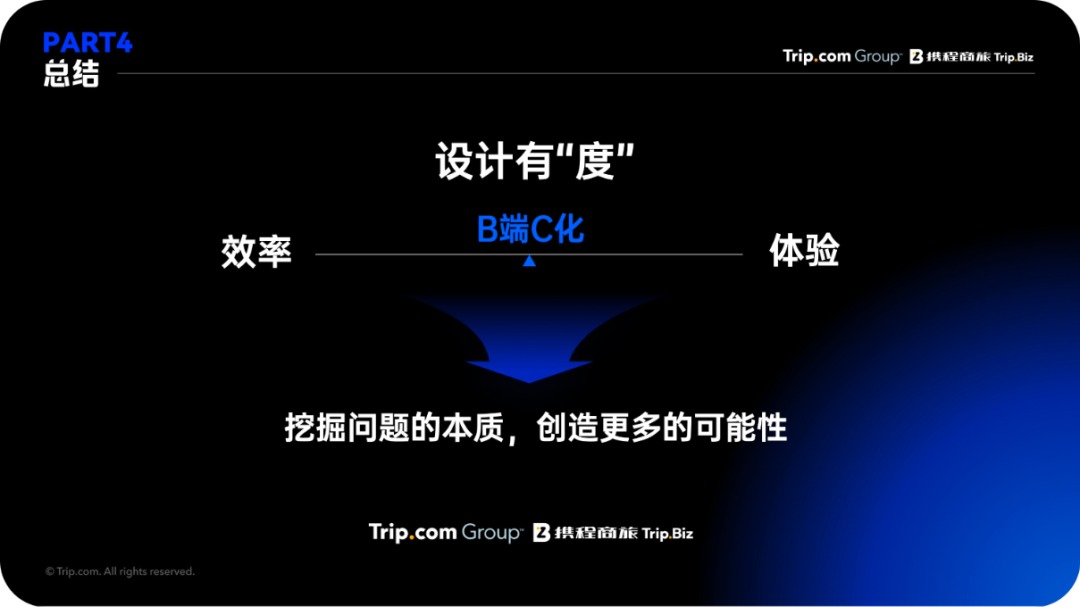 PART4
总结
Trip.com Group™ 携程商旅 Trip.Biz
设计有“度”
B端C化
效率 体验
挖掘问题的本质，创造更多的可能性
Trip.com Group™ 携程商旅 Trip.Biz
© Trip.com. All rights reserved.